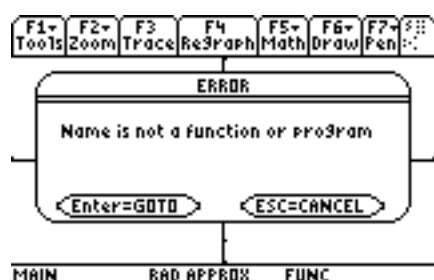 F1▾ F2▾ F3 F4 F5▾ F6▾ F7▾
Tools Zoom Trace Regraph Math Draw Pen
ERROR
Name is not a function or program
Enter=GOTO ESC=CANCEL
MAIN RAD APPROX FUNC